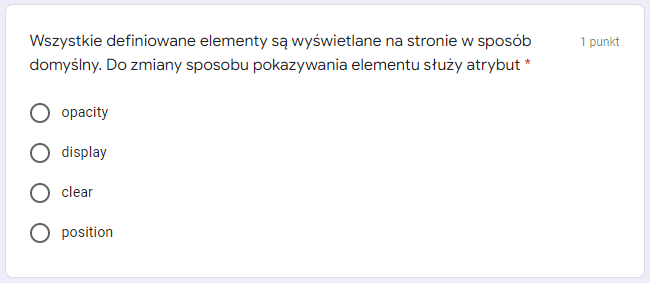 Wszystkie definiowane elementy są wyświetlane na stronie w sposób
1 punkt
domyślny. Do zmiany sposobu pokazywania elementu służy atrybut *
opacity
display
clear
position